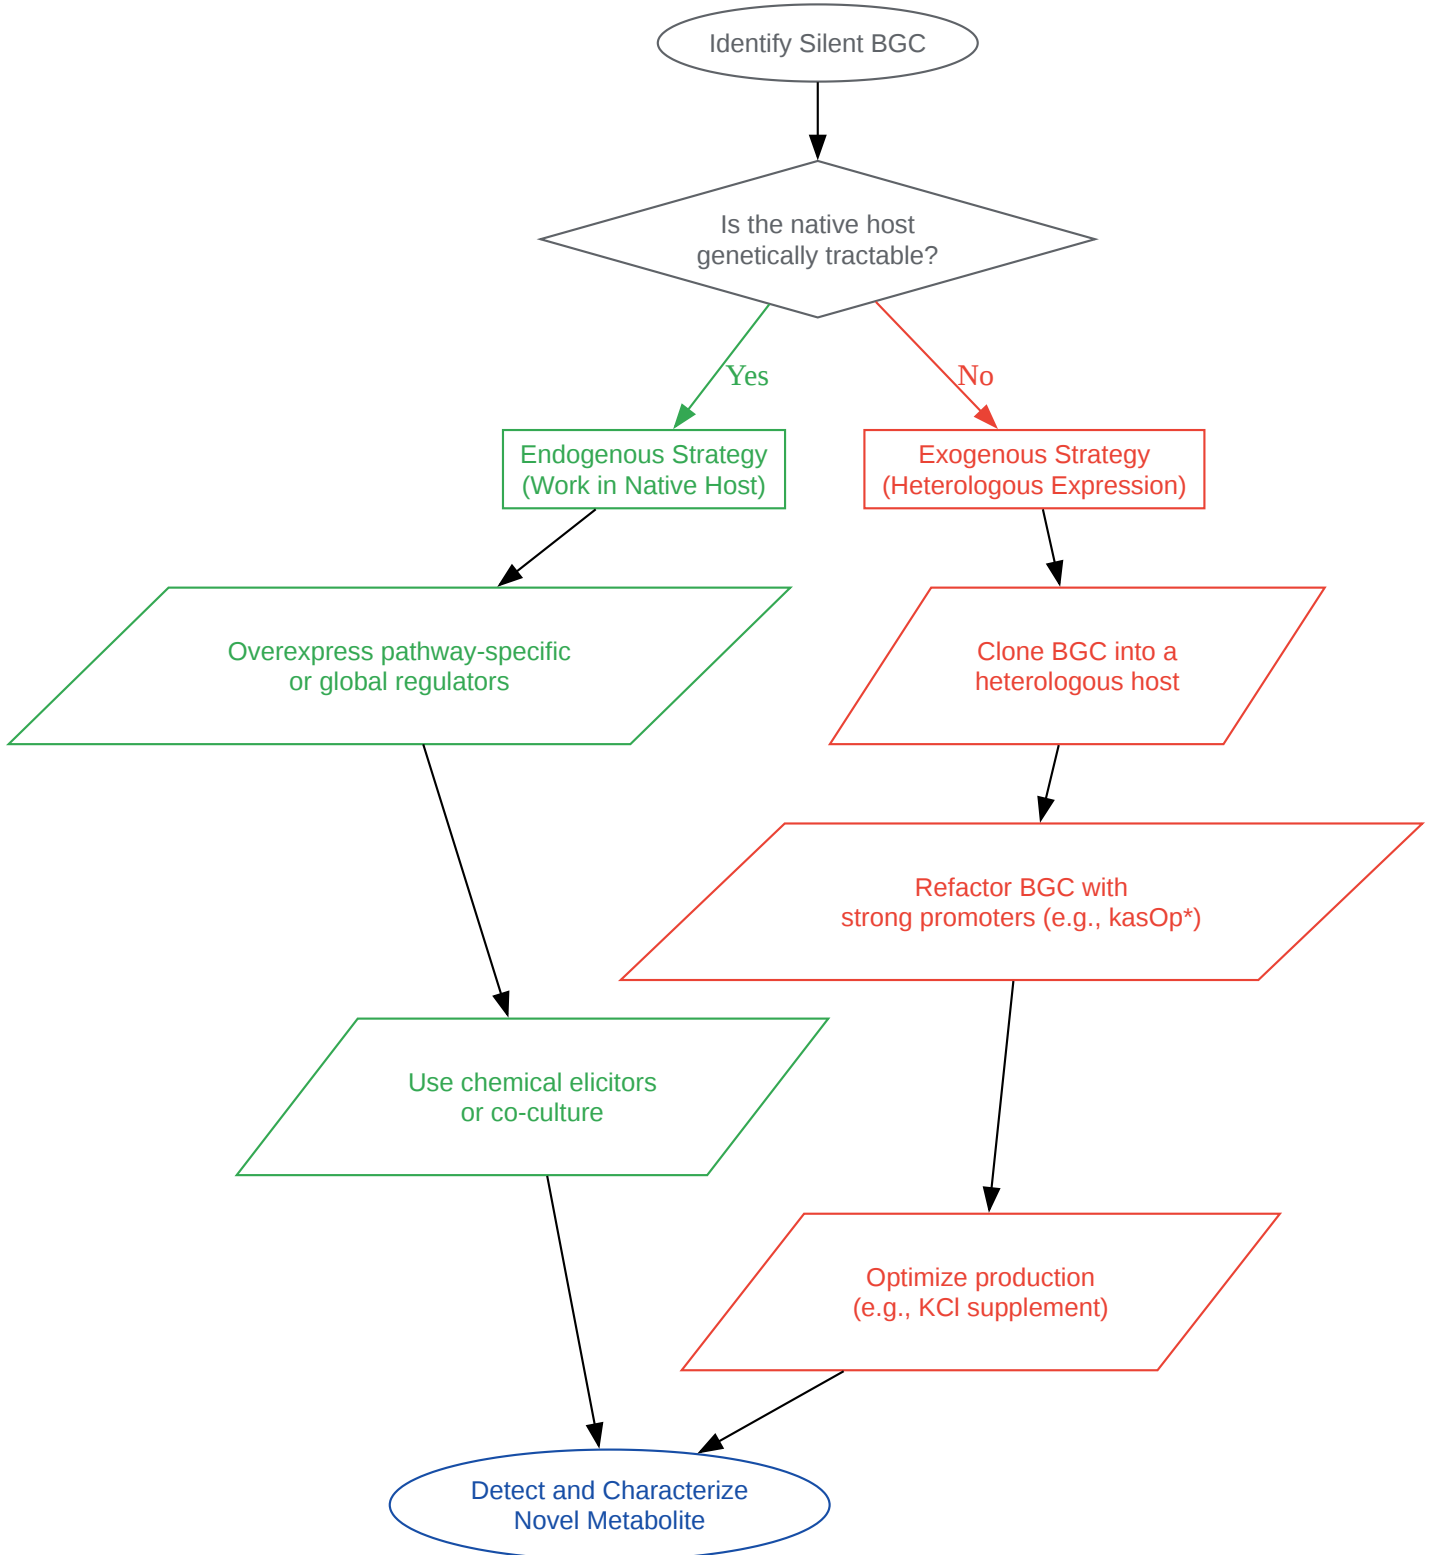 Identify Silent BGC
Is the native host
genetically tractable?
Yes
No
Endogenous Strategy
(Work in Native Host)
Exogenous Strategy
(Heterologous Expression)
Overexpress pathway-specific
or global regulators
Clone BGC into a
heterologous host
Refactor BGC with
strong promoters (e.g., kasOp*)
Use chemical elicitors
or co-culture
Optimize production
(e.g., KCl supplement)
Detect and Characterize
Novel Metabolite